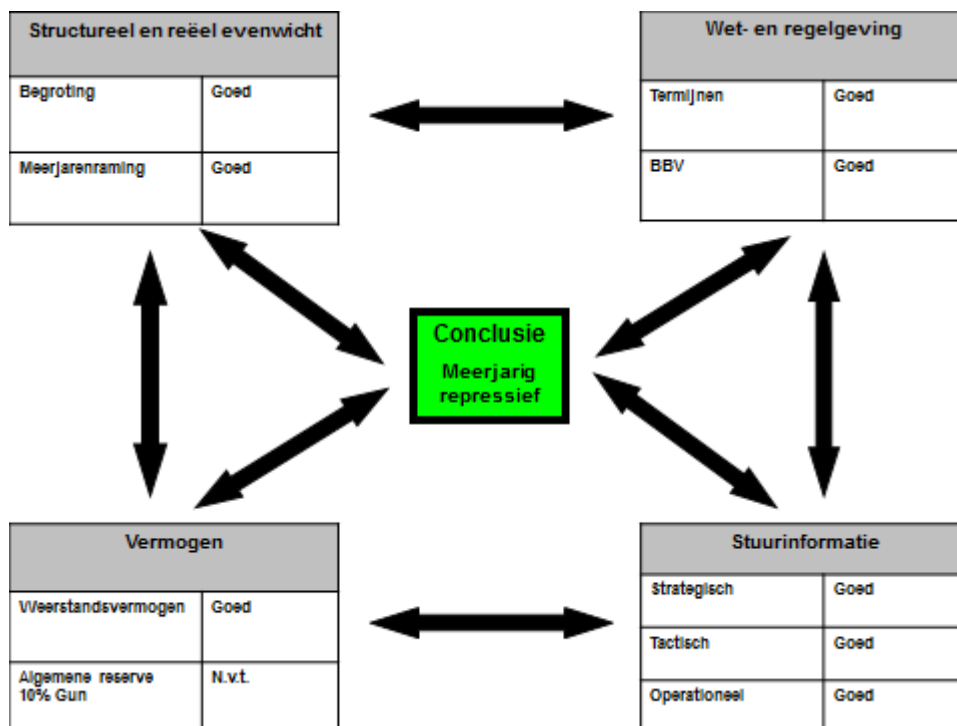 Structureel en reëel evenwicht
Begroting Goed
Meerjarenraming Goed
Wet- en regelgeving
Termijnen Goed
BBV Goed
Conclusie
Meerjarig
repressief
Vermogen
Weerstandsvermogen Goed
Algemene reserve N.v.t.
10% Gun
Stuurinformatie
Strategisch Goed
Tactisch Goed
Operationeel Goed